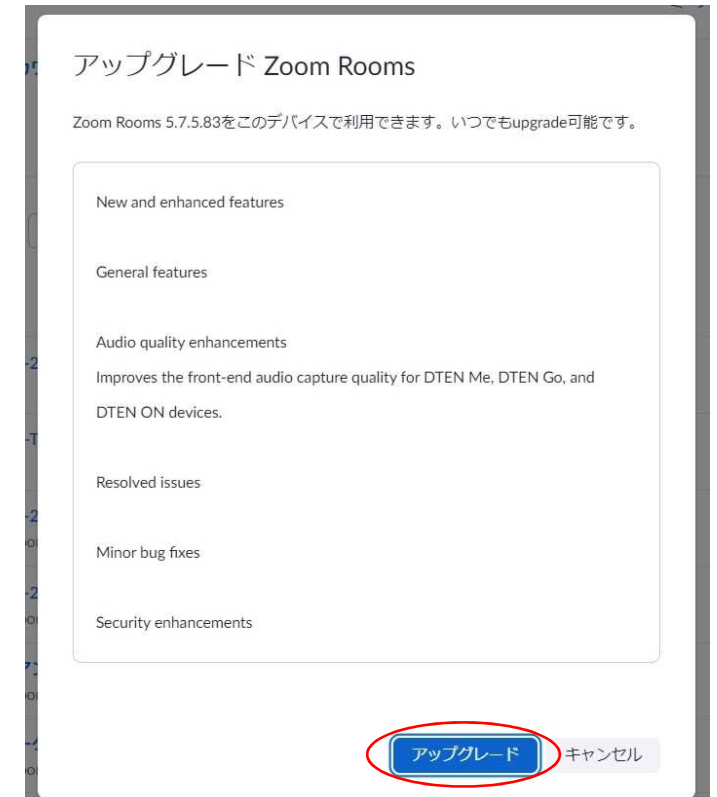 アップグレード Zoom Rooms
Zoom Rooms 5.7.5.83をこのデバイスで利用できます。いつでもupgrade可能です。
New and enhanced features
General features
Audio quality enhancements
Improves the front-end audio capture quality for DTEN Me, DTEN Go, and
DTEN ON devices.
Resolved issues
Minor bug fixes
Security enhancements
アップグレード
キャンセル